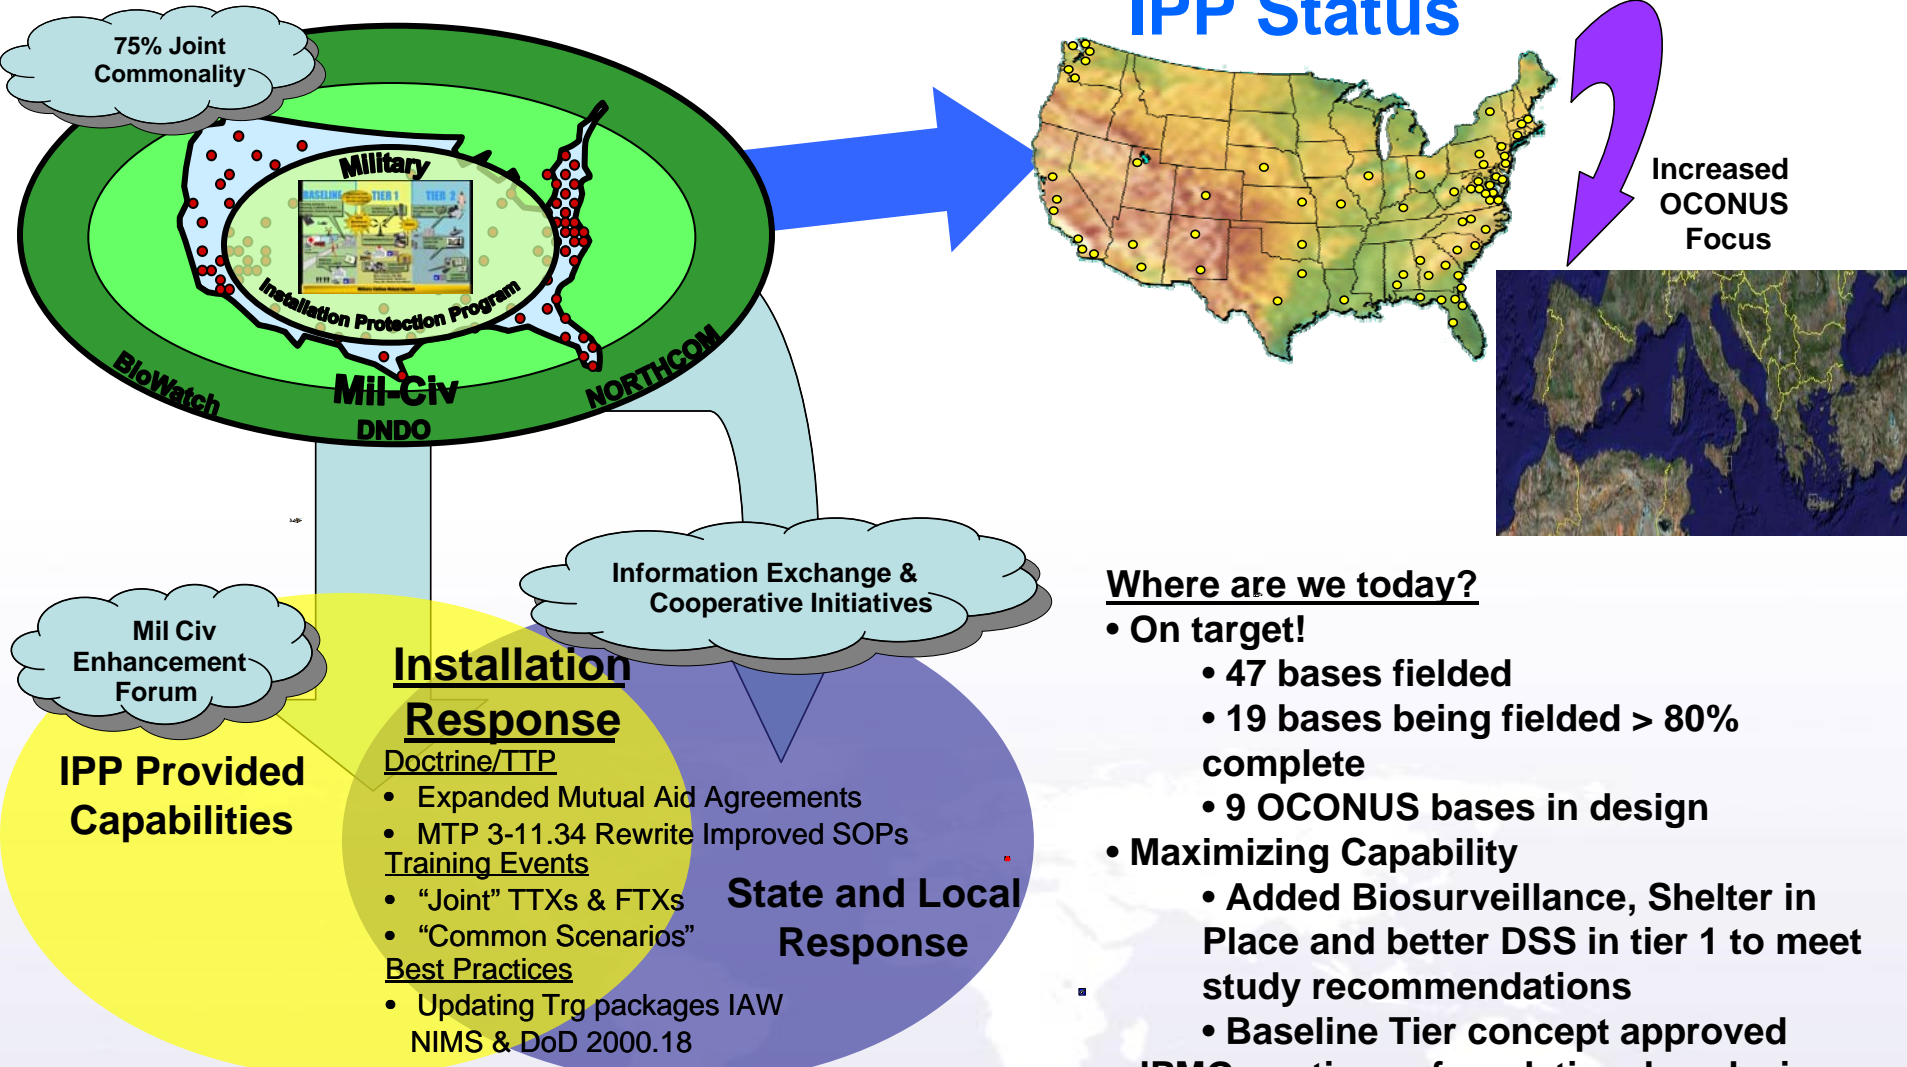 IPP Status
75% Joint
Commonality
Military
BASELINE
TIER 1
TIER 2
Installation Protection Program
BioWatch
Mil-Civ
DNDO
NORTHCOM
Increased
OCONUS
Focus
Information Exchange &
Cooperative Initiatives
Mil Civ
Enhancement
Forum
IPP Provided
Capabilities
Installation
Response
Doctrine/TTP
• Expanded Mutual Aid Agreements
• MTP 3-11.34 Rewrite Improved SOPs
Training Events
• “Joint” TTXs & FTXs
• “Common Scenarios”
Best Practices
• Updating Trg packages IAW
NIMS & DoD 2000.18
State and Local
Response
Where are we today?
• On target!
• 47 bases fielded
• 19 bases being fielded > 80%
complete
• 9 OCONUS bases in design
• Maximizing Capability
• Added Biosurveillance, Shelter in
Place and better DSS in tier 1 to meet
study recommendations
• Baseline Tier concept approved